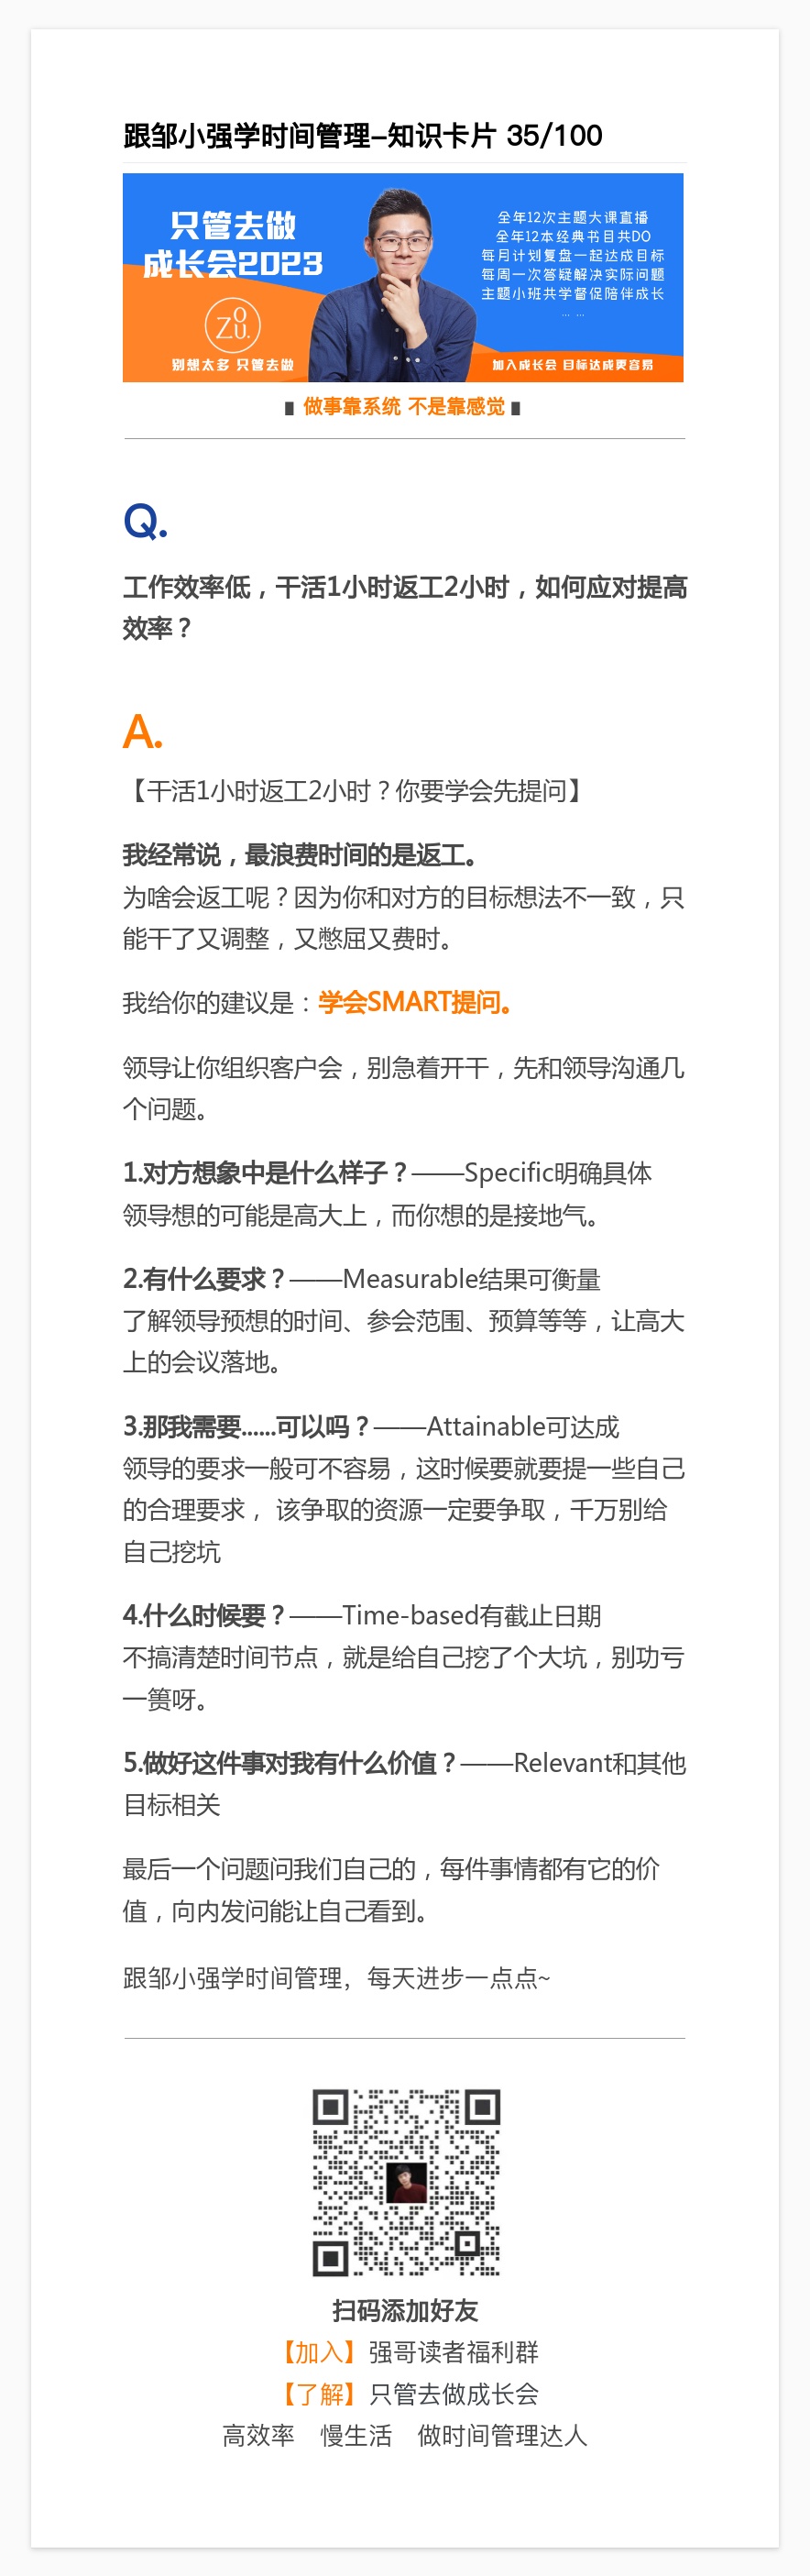 跟邹小强学时间管理-知识卡片 35/100
只管去做
成长会2023
ZOU.
别想太多 只管去做
全年12次主题大课直播
全年12本经典书目共DO
每月计划复盘一起达成目标
每周一次答疑解决实际问题
主题小班共学督促陪伴成长
... ...
加入成长会 目标达成更容易
∎ 做事靠系统 不是靠感觉 ∎
Q.
工作效率低，干活1小时返工2小时，如何应对提高
效率？
A.
【干活1小时返工2小时？你要学会先提问】
我经常说，最浪费时间的是返工。
为啥会返工呢？因为你和对方的目标想法不一致，只
能干了又调整，又憋屈又费时。
我给你的建议是：学会SMART提问。
领导让你组织客户会，别急着开干，先和领导沟通几
个问题。
1.对方想象中是什么样子？——Specific明确具体
领导想的可能是高大上，而你想的是接地气。
2.有什么要求？——Measurable结果可衡量
了解领导预想的时间、参会范围、预算等等，让高大
上的会议落地。
3.那我需要......可以吗？——Attainable可达成
领导的要求一般可不容易，这时候要就要提一些自己
的合理要求， 该争取的资源一定要争取，千万别给
自己挖坑
4.什么时候要？——Time-based有截止日期
不搞清楚时间节点，就是给自己挖了个大坑，别功亏
一篑呀。
5.做好这件事对我有什么价值？——Relevant和其他
目标相关
最后一个问题问我们自己的，每件事情都有它的价
值，向内发问能让自己看到。
跟邹小强学时间管理，每天进步一点点~
扫码添加好友
【加入】强哥读者福利群
【了解】只管去做成长会
高效率　慢生活　做时间管理达人